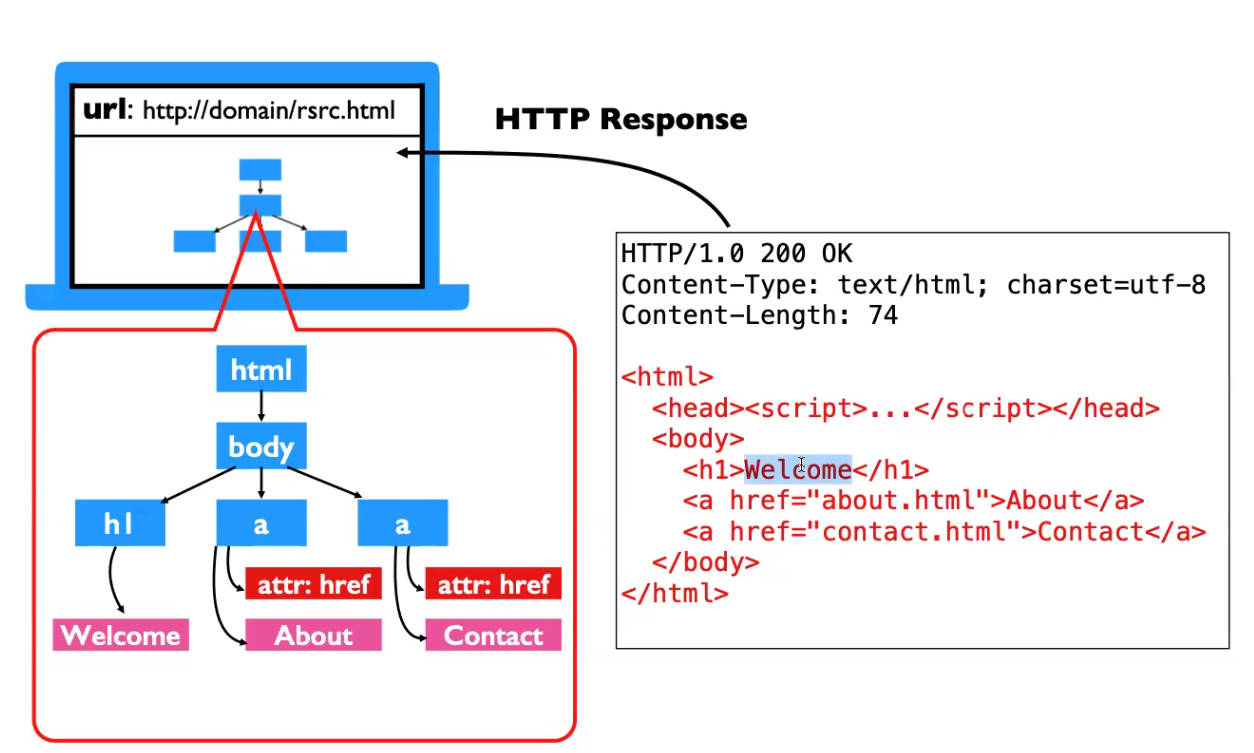 url: http://domain/rsrc.html
HTTP Response
HTTP/1.0 200 OK
Content-Type: text/html; charset=utf-8
Content-Length: 74
<html>
<head><script>...</script></head>
<body>
<h1>Welcome</h1>
<a href="about.html">About</a>
<a href="contact.html">Contact</a>
</body>
</html>
html
body
h1 a a
attr: href attr: href
Welcome About Contact